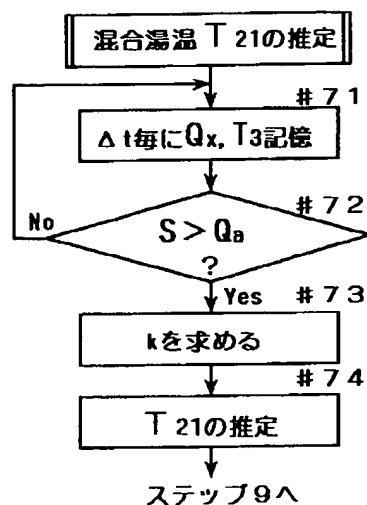 混合湯温T21の推定
#71
Δt毎にQx,T3記憶
#72
No
S>Qa
?
Yes
#73
kを求める
#74
T21の推定
ステップ9へ